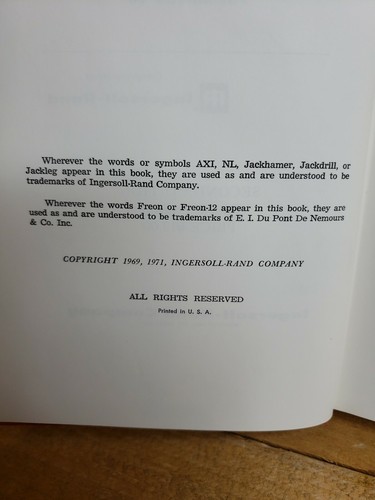 Wherever the words or symbols AXI, NL, Jackhamer, Jackdrill, or
Jackleg appear in this book, they are used as and are understood to be
trademarks of Ingersoll-Rand Company.
Wherever the words Freon or Freon-12 appear in this book, they are
used as and are understood to be trademarks of E. I. Du Pont De Nemours
& Co. Inc.
COPYRIGHT 1969, 1971, INGERSOLL-RAND COMPANY
ALL RIGHTS RESERVED
Printed in U. S. A.